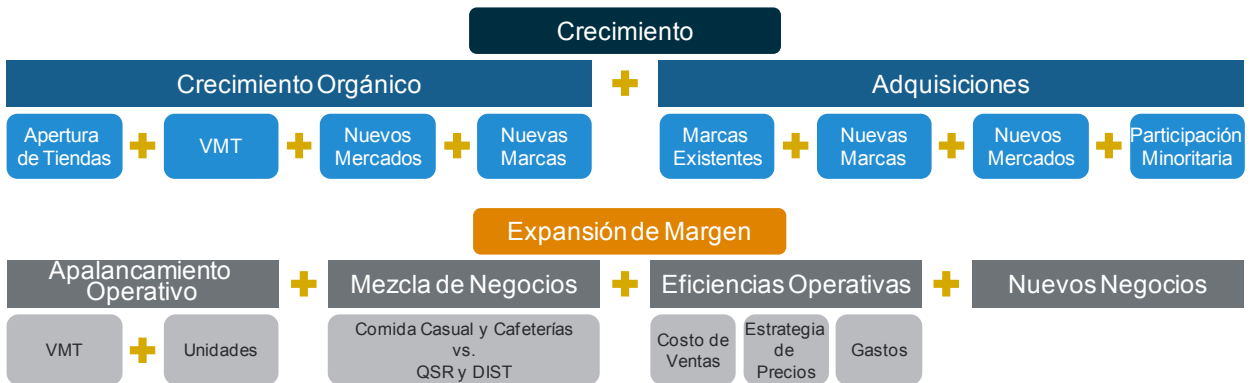 Crecimiento
Crecimiento Orgánico
Adquisiciones
Apertura
de Tiendas
VMT
Nuevos
Mercados
Nuevas
Marcas
Marcas
Existentes
Nuevas
Marcas
Nuevos
Mercados
Participación
Minoritaria
Expansión de Margen
Apalancamiento
Operativo
Mezcla de Negocios
Eficiencias Operativas
Nuevos Negocios
VMT
Unidades
Comida Casual y Cafeterías
vs.
QSR y DIST
Costo de
Ventas
Estrategia
de
Precios
Gastos